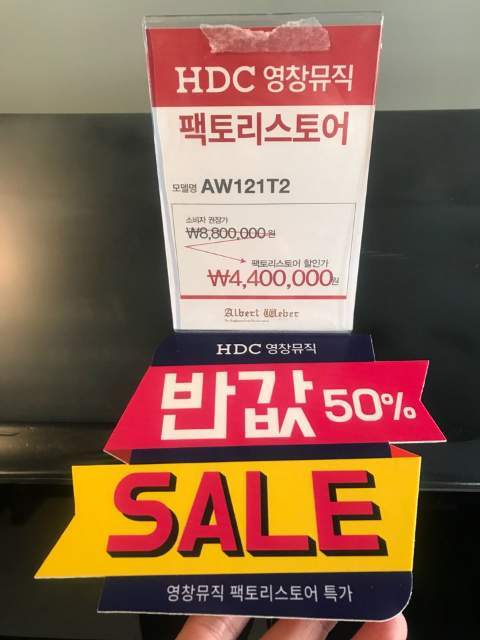 HDC 영창뮤직
팩토리스토어
모델명 AW121T2
소비자 권장가
₩8,800,000원
팩토리스토어 할인가
₩4,400,000원
Albert Weber
HDC 영창뮤직
반값 50%
SALE
영창뮤직 팩토리스토어 특가